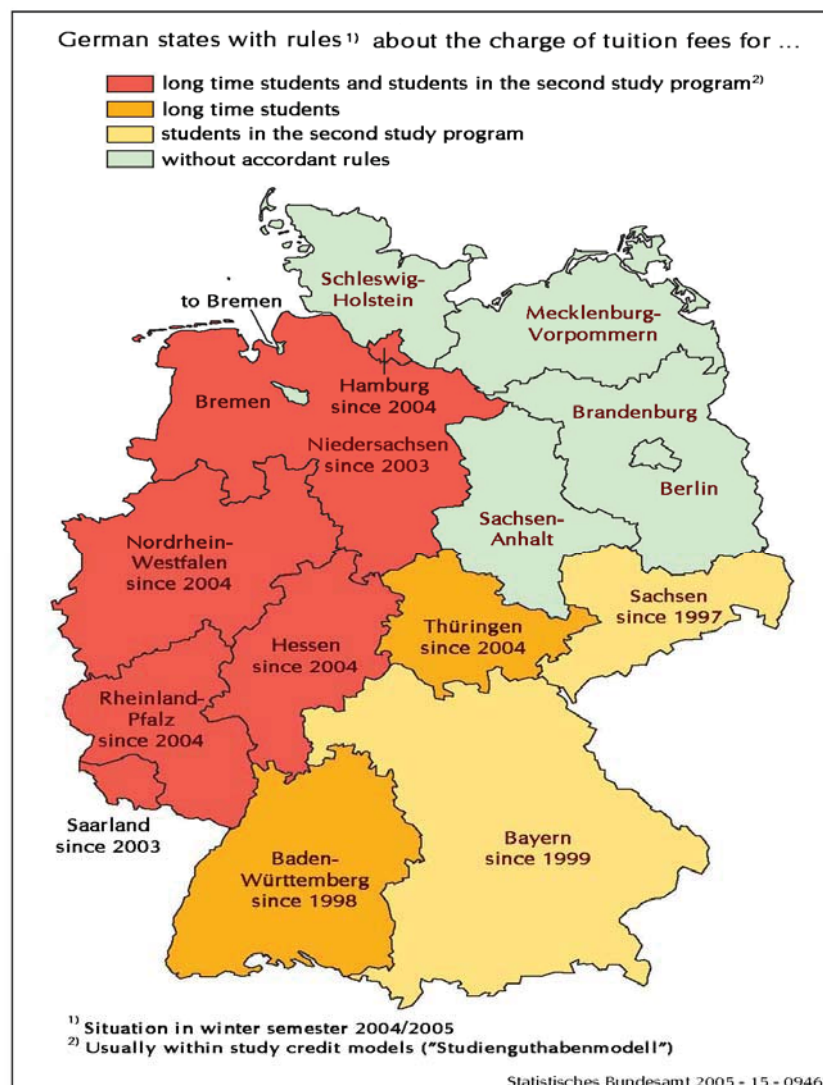 German states with rules 1) about the charge of tuition fees for ...
long time students and students in the second study program2)
long time students
students in the second study program
without accordant rules
Schleswig-
Holstein
to Bremen
Mecklenburg-
Vorpommern
Hamburg
since 2004
Bremen
Brandenburg
Niedersachsen
since 2003
Berlin
Sachsen-
Anhalt
Nordrhein-
Westfalen
since 2004
Sachsen
since 1997
Thüringen
since 2004
Hessen
since 2004
Rheinland-
Pfalz
since 2004
Saarland
since 2003
Bayern
since 1999
Baden-
Württemberg
since 1998
1) Situation in winter semester 2004/2005
2) Usually within study credit models ("Studienguthabenmodell")
Statistisches Bundesamt 2005 - 15 - 0946